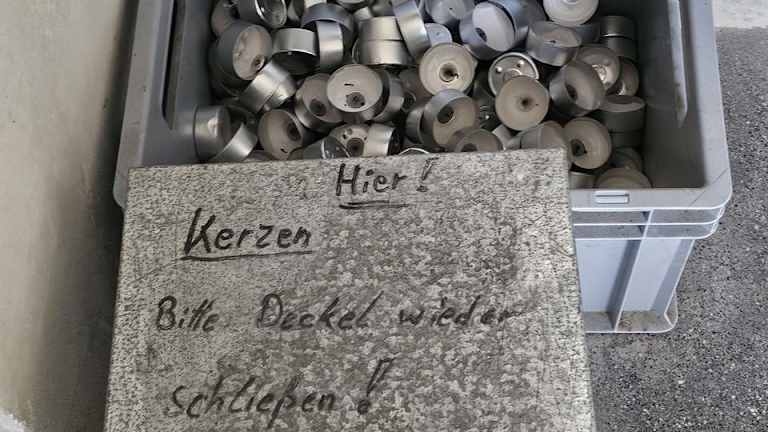 Hier!
Kerzen
Bitte Deckel wieder
schließen!